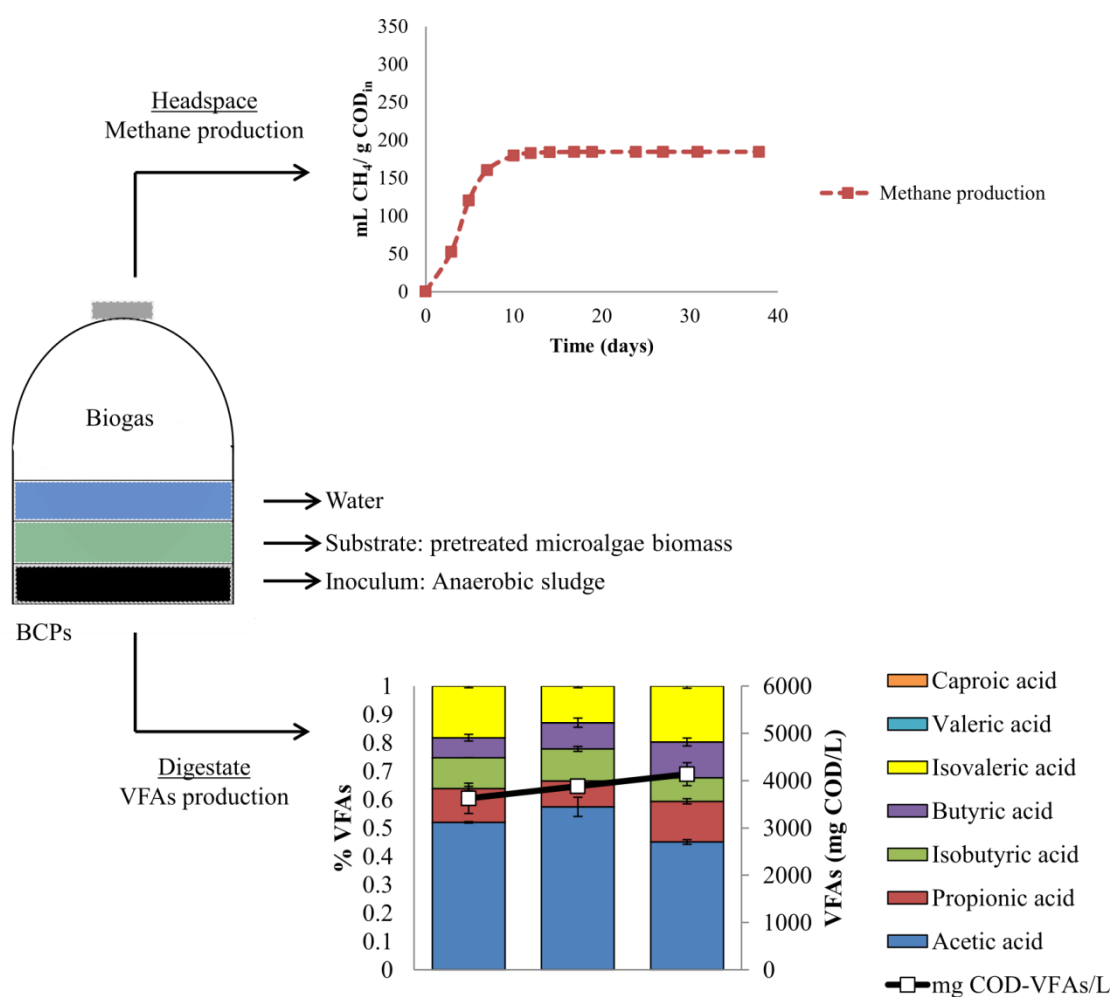 Headspace
Methane production
mL CH₄/ g CODin
350
300
250
200
150
100
50
0
0 10 20 30 40
Time (days)
Methane production
Biogas
Water
Substrate: pretreated microalgae biomass
Inoculum: Anaerobic sludge
BCPs
Digestate
VFAs production
% VFAs
1
0.9
0.8
0.7
0.6
0.5
0.4
0.3
0.2
0.1
0
6000
5000
4000
3000
2000
1000
0
VFAs (mg COD/L)
Caproic acid
Valeric acid
Isovaleric acid
Butyric acid
Isobutyric acid
Propionic acid
Acetic acid
mg COD-VFAs/L